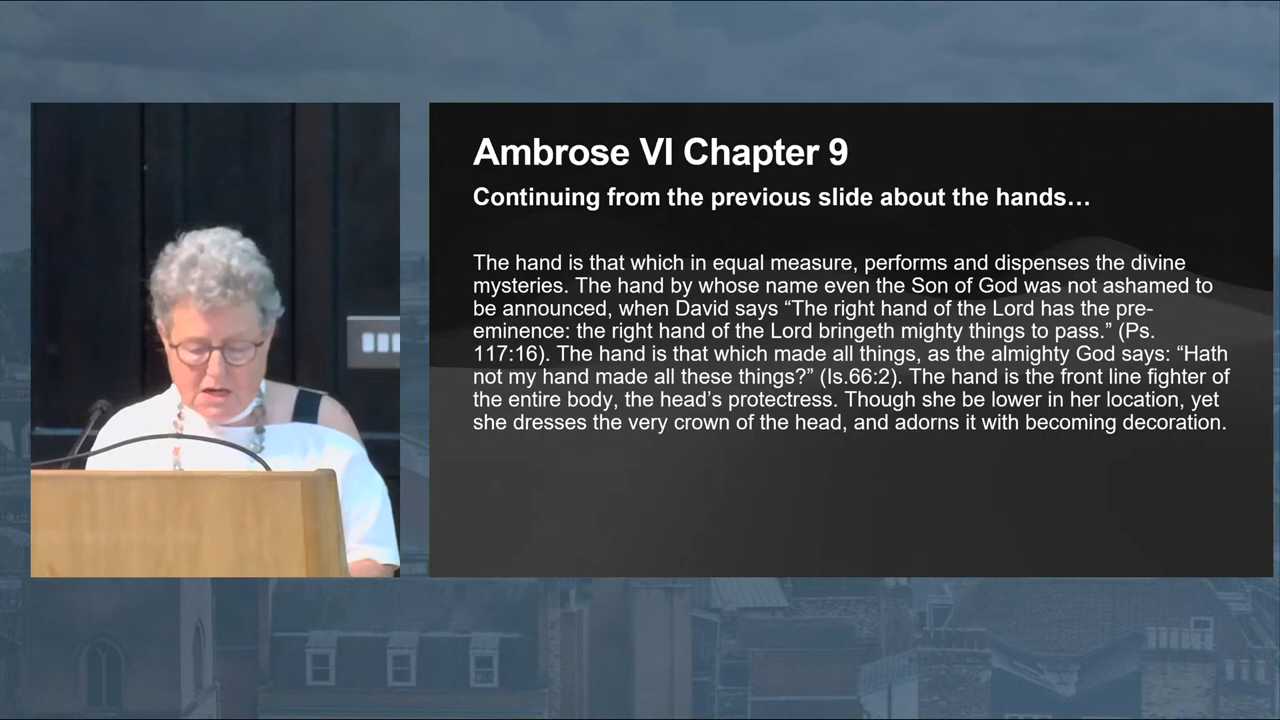 Ambrose VI Chapter 9
Continuing from the previous slide about the hands…
The hand is that which in equal measure, performs and dispenses the divine
mysteries. The hand by whose name even the Son of God was not ashamed to
be announced, when David says “The right hand of the Lord has the pre-
eminence: the right hand of the Lord bringeth mighty things to pass.” (Ps.
117:16). The hand is that which made all things, as the almighty God says: “Hath
not my hand made all these things?” (Is.66:2). The hand is the front line fighter of
the entire body, the head’s protectress. Though she be lower in her location, yet
she dresses the very crown of the head, and adorns it with becoming decoration.